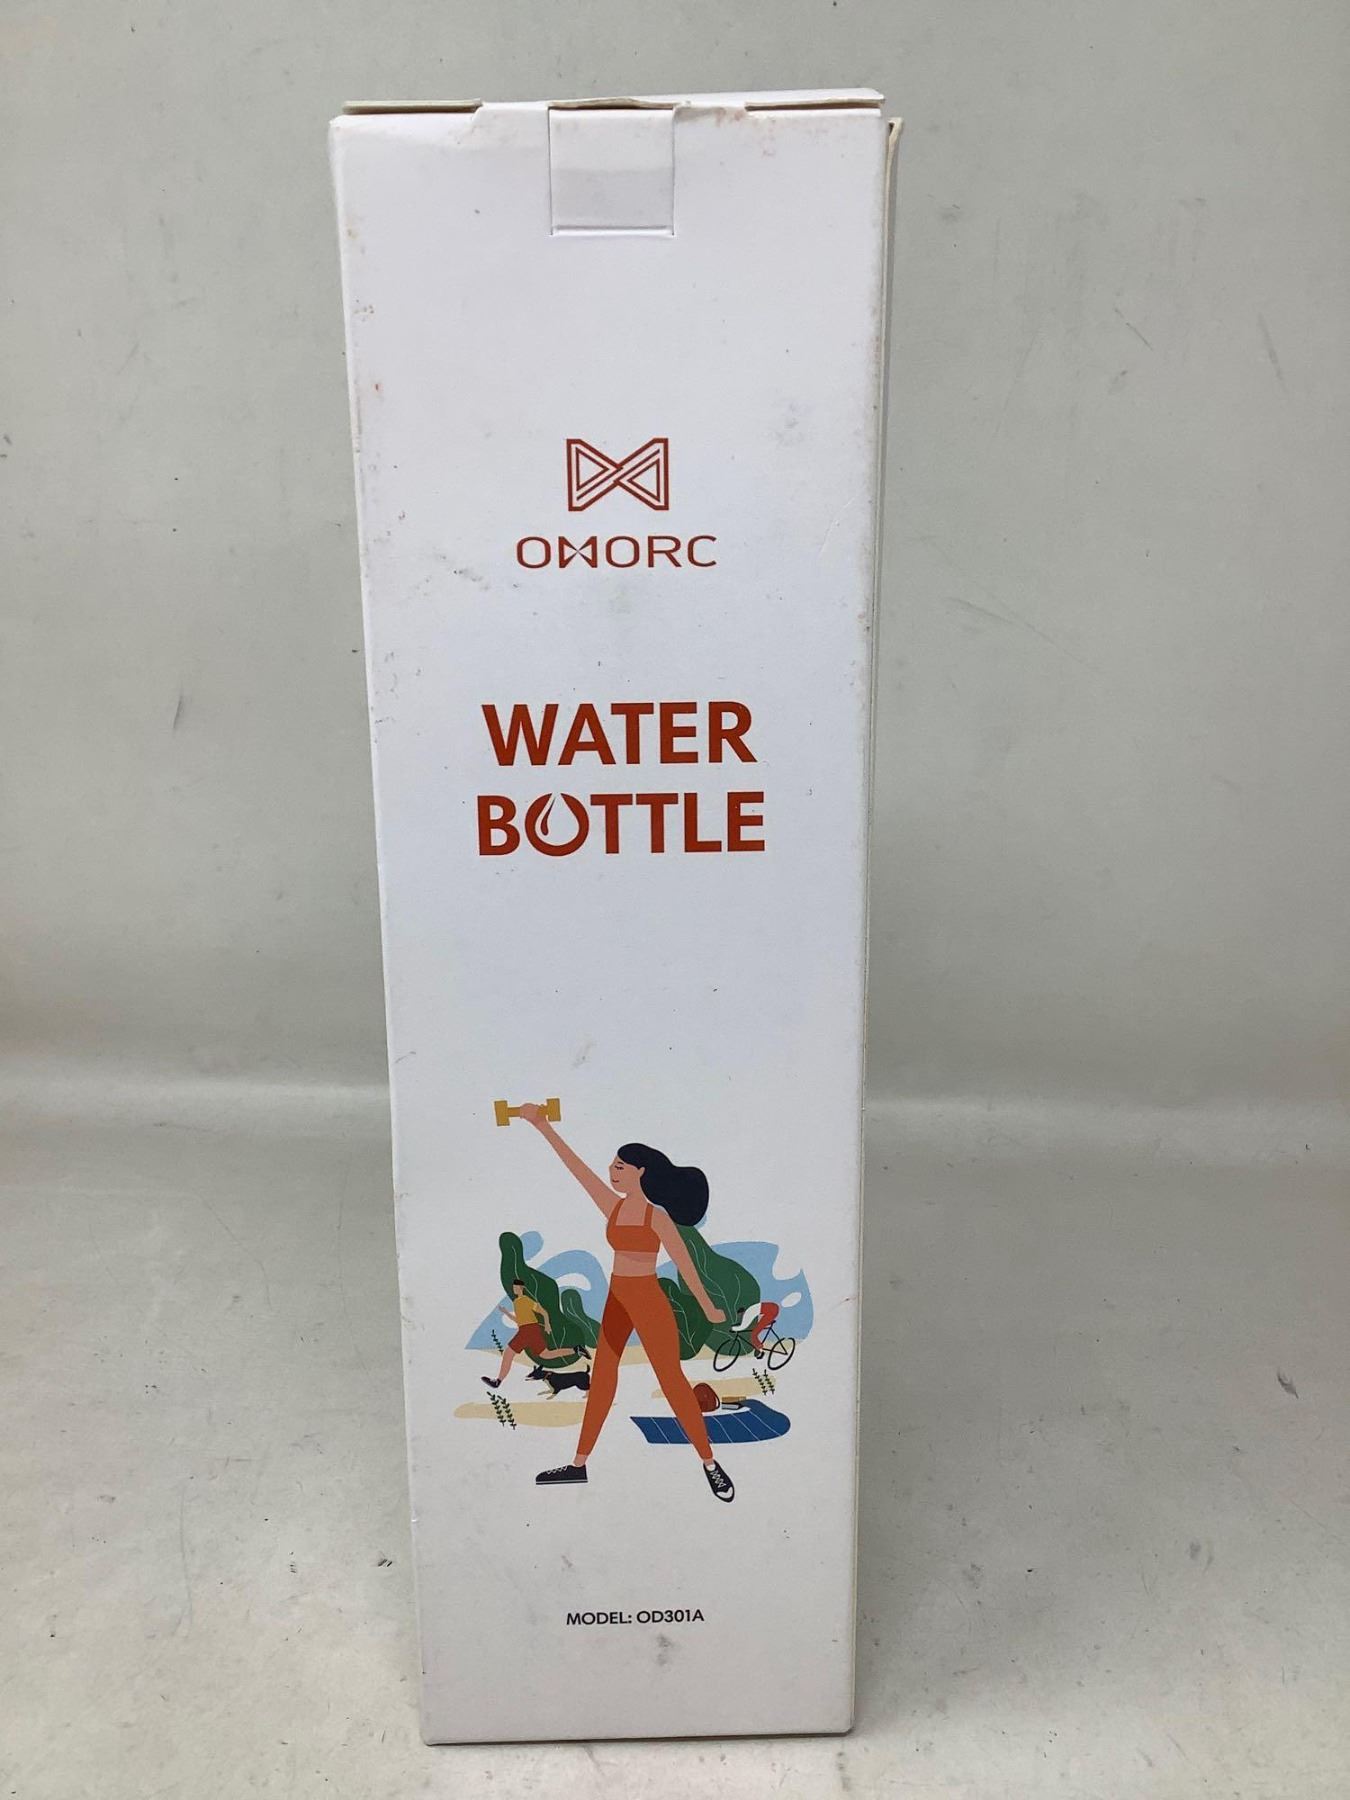 OMORC
WATER
BOTTLE
MODEL: OD301A